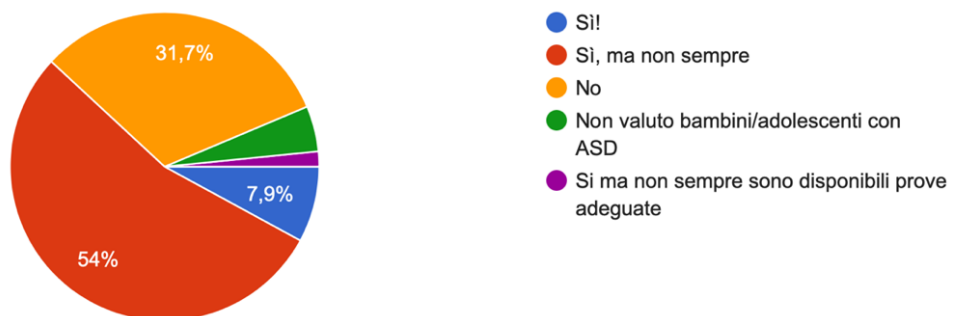 31,7%
7,9%
54%
Sì!
Sì, ma non sempre
No
Non valuto bambini/adolescenti con
ASD
Si ma non sempre sono disponibili prove
adeguate